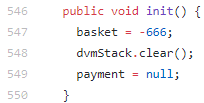 546 public void init() {
547 basket = -666;
548 dvmStack.clear();
549 payment = null;
550 }